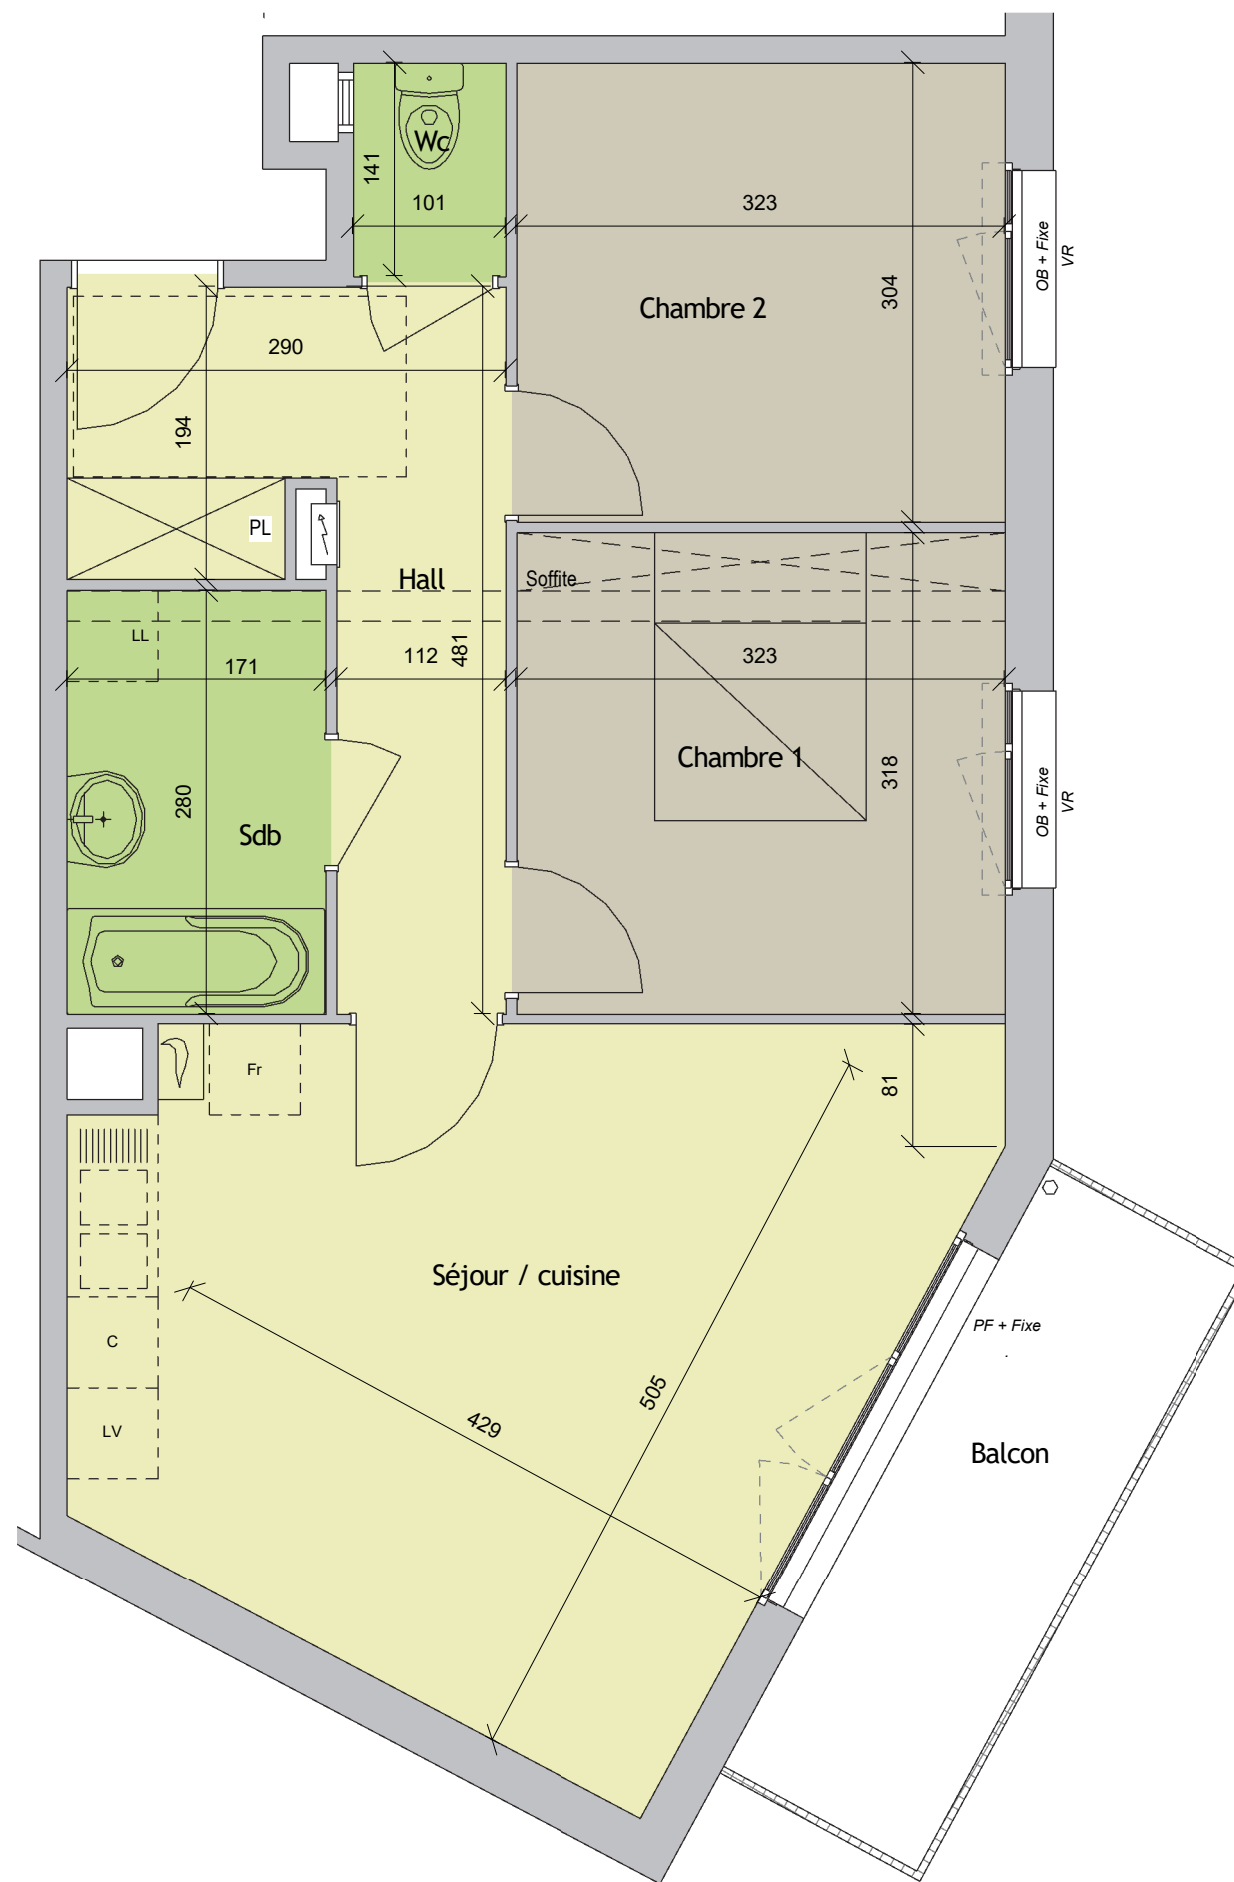 Wc
141
101
323
OB + Fixe
VR
304
Chambre 2
290
194
PL
Hall
Soffite
LL
171
112
481
323
Chambre 1
318
OB + Fixe
VR
280
Sdb
Fr
81
Séjour / cuisine
PF + Fixe
C
505
429
LV
Balcon